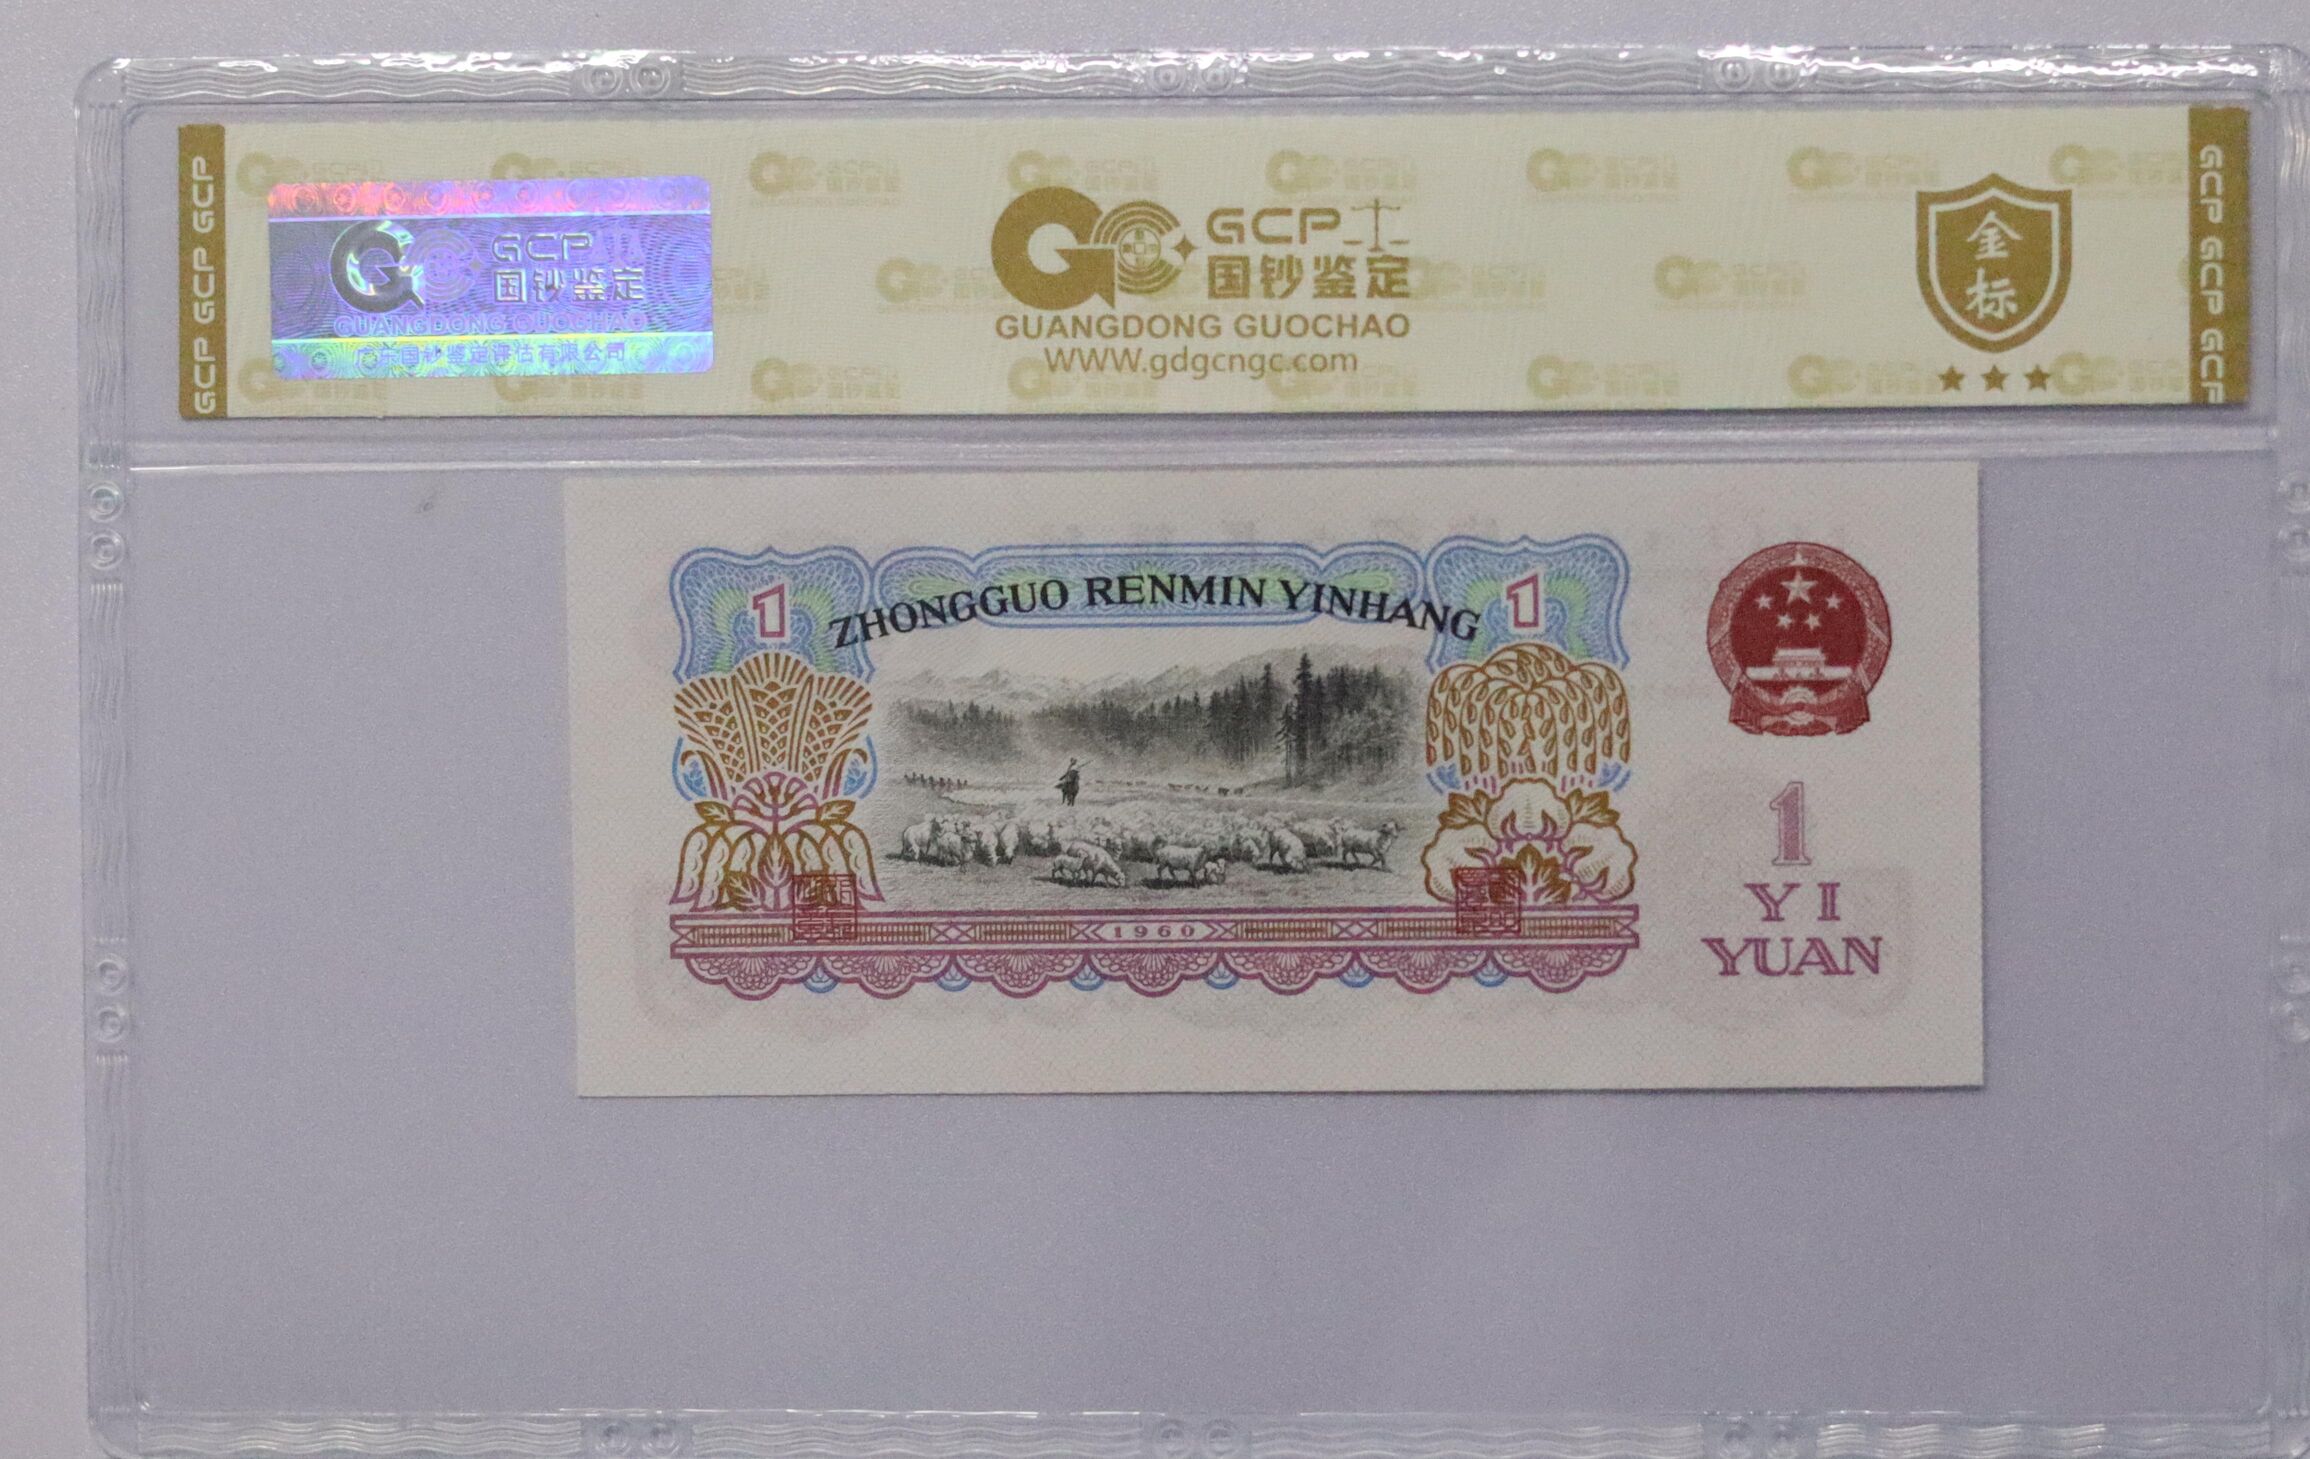 GCP GCP GCP
GCP
国钞鉴定
GUANGDONG GUOCHAO
广东国钞鉴定评估有限公司
GCP
国钞鉴定
GUANGDONG GUOCHAO
WWW.gdgcngc.com
金标
GCP GCP GCP
1
ZHONGGUO RENMIN YINHANG
1
1960
1
YI
YUAN